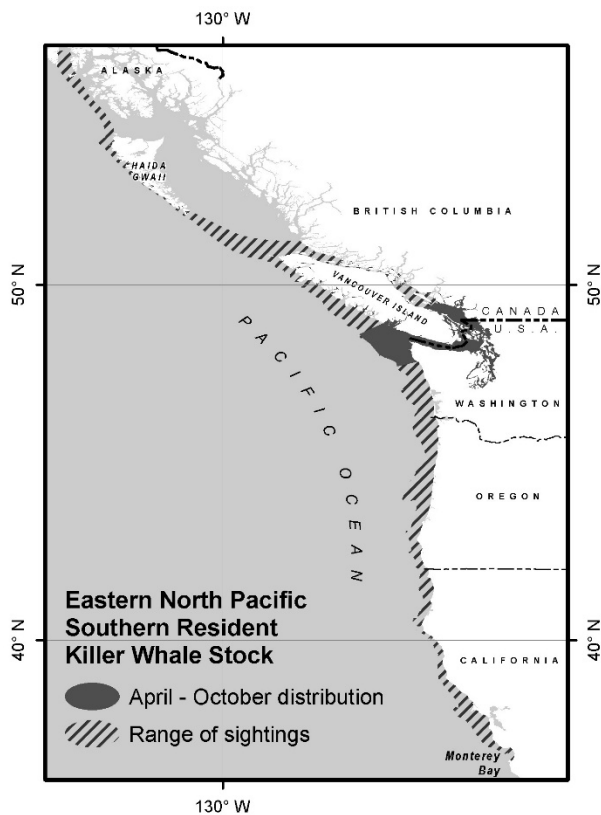 130° W
ALASKA
HAIDA
GWAII
BRITISH COLUMBIA
50° N
50° N
VANCOUVER ISLAND
CANADA
U.S.A.
PACIFIC OCEAN
WASHINGTON
OREGON
Eastern North Pacific
Southern Resident
Killer Whale Stock
40° N
40° N
CALIFORNIA
April - October distribution
Range of sightings
Monterey
Bay
130° W